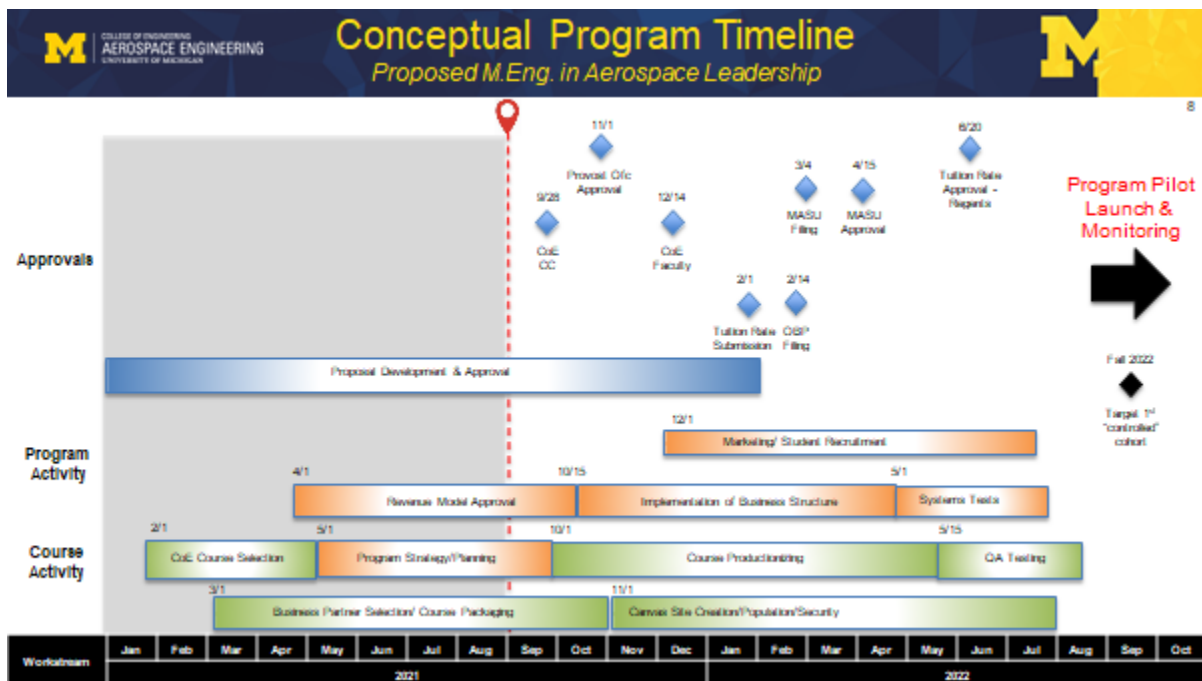 COLLEGE OF ENGINEERING
AEROSPACE ENGINEERING
UNIVERSITY OF MICHIGAN
Conceptual Program Timeline
Proposed M.Eng. in Aerospace Leadership
8
11/1
Provost Ofc
Approval
9/28
CoE
CC
12/14
CoE
Faculty
3/4
MASU
Filing
4/15
MASU
Approval
6/20
Tuition Rate
Approval -
Regents
2/1
Tuition Rate
Submission
2/14
OBP
Filing
Program Pilot
Launch &
Monitoring
Approvals
Proposal Development & Approval
Fall 2022
Target 1st
"controlled"
cohort
Program
Activity
12/1
Marketing/ Student Recruitment
4/1
Revenue Model Approval
10/15
Implementation of Business Structure
5/1
Systems Tests
Course
Activity
2/1
CoE Course Selection
5/1
Program Strategy/Planning
10/1
Course Productionizing
5/15
QA Testing
3/1
Business Partner Selection/ Course Packaging
11/1
Canvas Site Creation/Population/Security
Workstream
Jan Feb Mar Apr May Jun Jul Aug Sep Oct Nov Dec Jan Feb Mar Apr May Jun Jul Aug Sep Oct
2021 2022